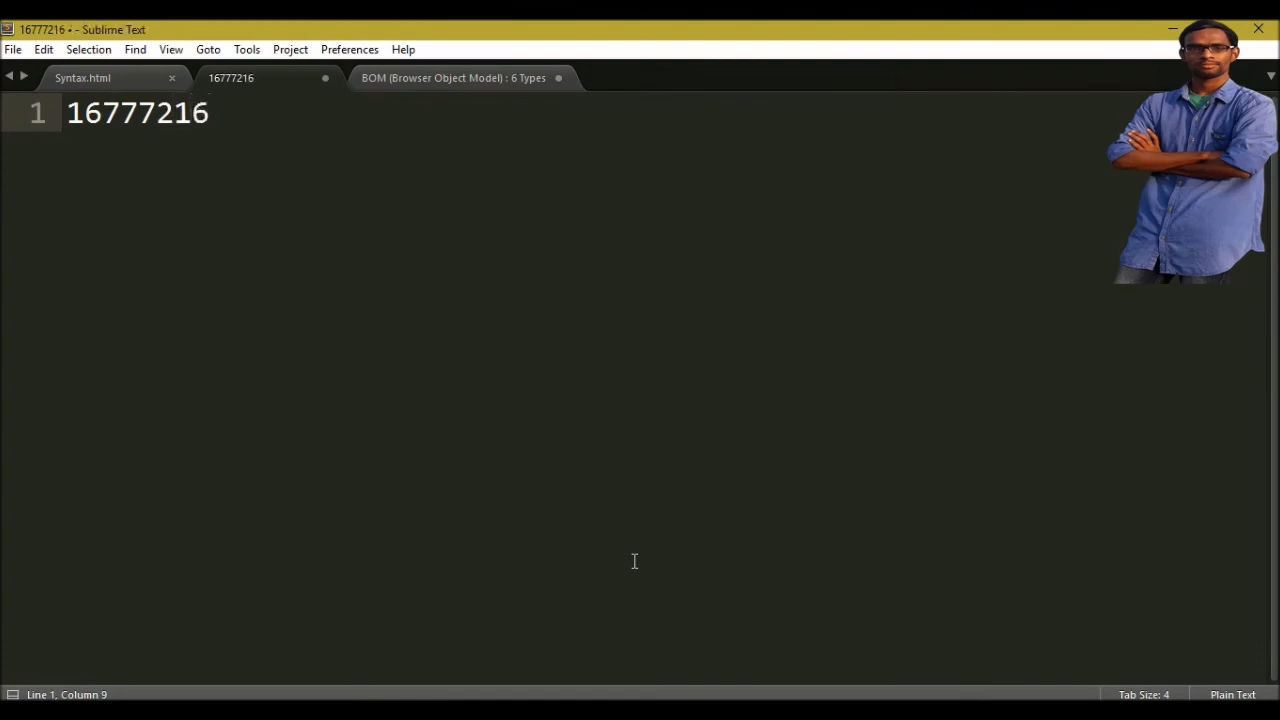 16777216 • - Sublime Text
File Edit Selection Find View Goto Tools Project Preferences Help
Syntax.html × 16777216 • BOM (Browser Object Model) : 6 Types •
1 16777216
Line 1, Column 9 Tab Size: 4 Plain Text